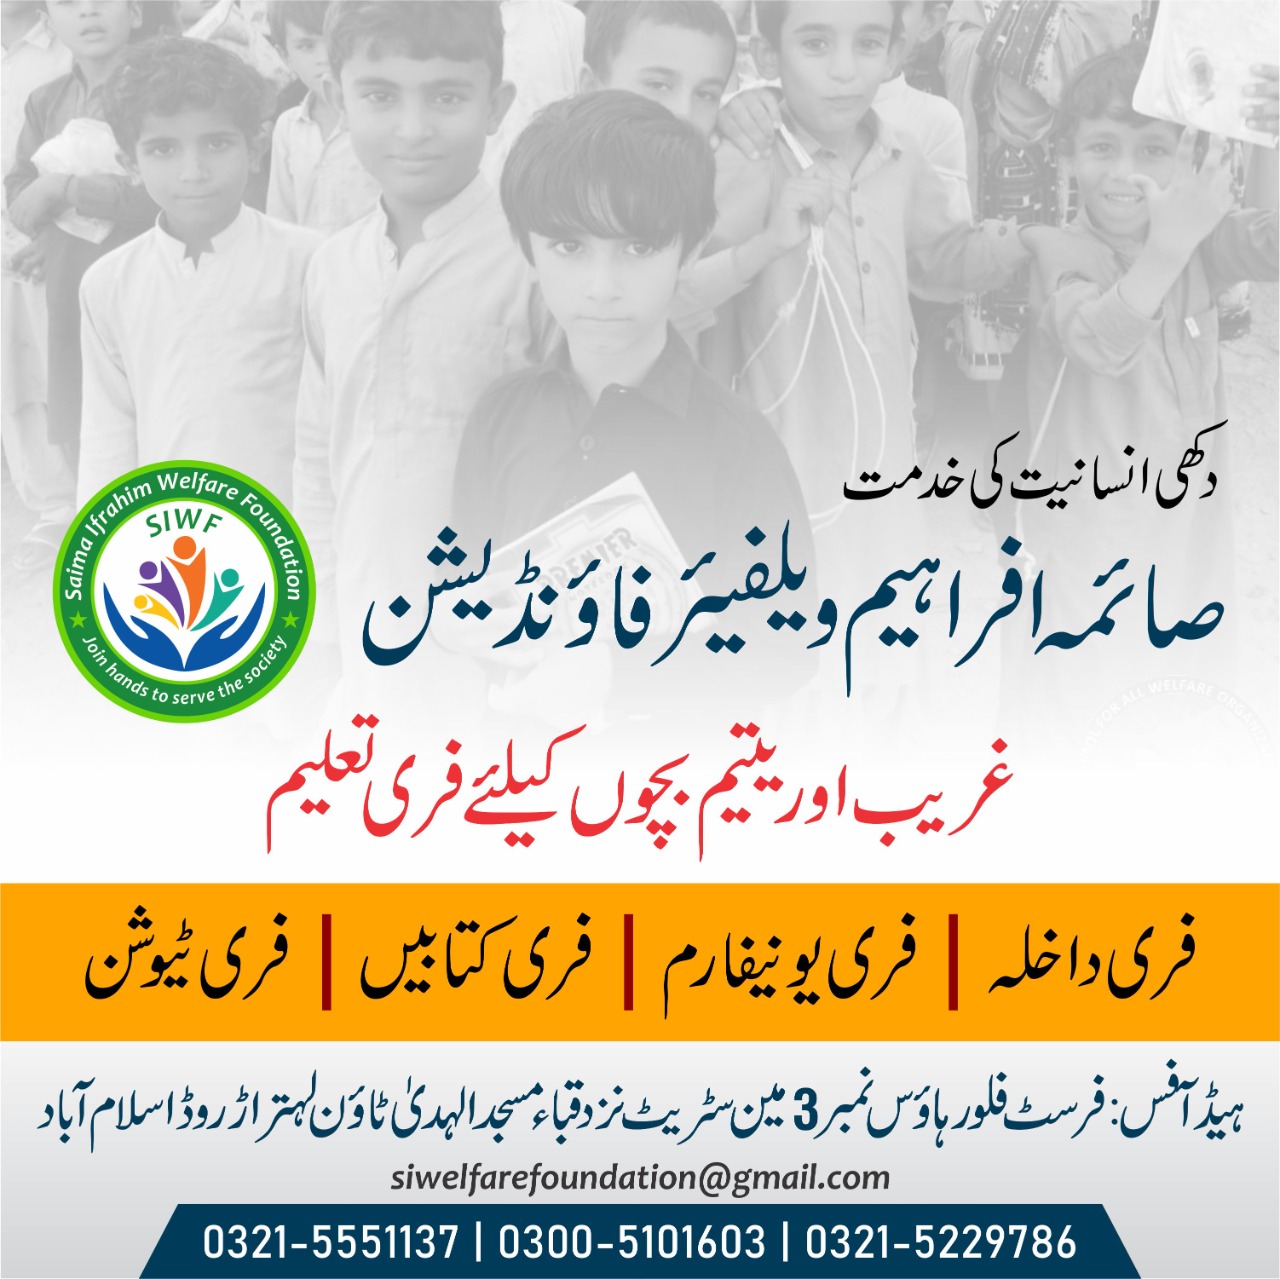 دکھی انسانیت کی خدمت
صائمہ افراہیم ویلفیئر فاؤنڈیشن
Saima Ifrahim Welfare Foundation
SIWF
Join hands to serve the society
غریب اور یتیم بچوں کیلئے فری تعلیم
فری داخلہ | فری یونیفارم | فری کتابیں | فری ٹیوشن
ہیڈ آفس: فرسٹ فلور ہاؤس نمبر 3 مین سٹریٹ نزد قباء مسجد الہدیٰ ٹاؤن لہتراڑ روڈ اسلام آباد
siwelfarefoundation@gmail.com
0321-5551137 | 0300-5101603 | 0321-5229786